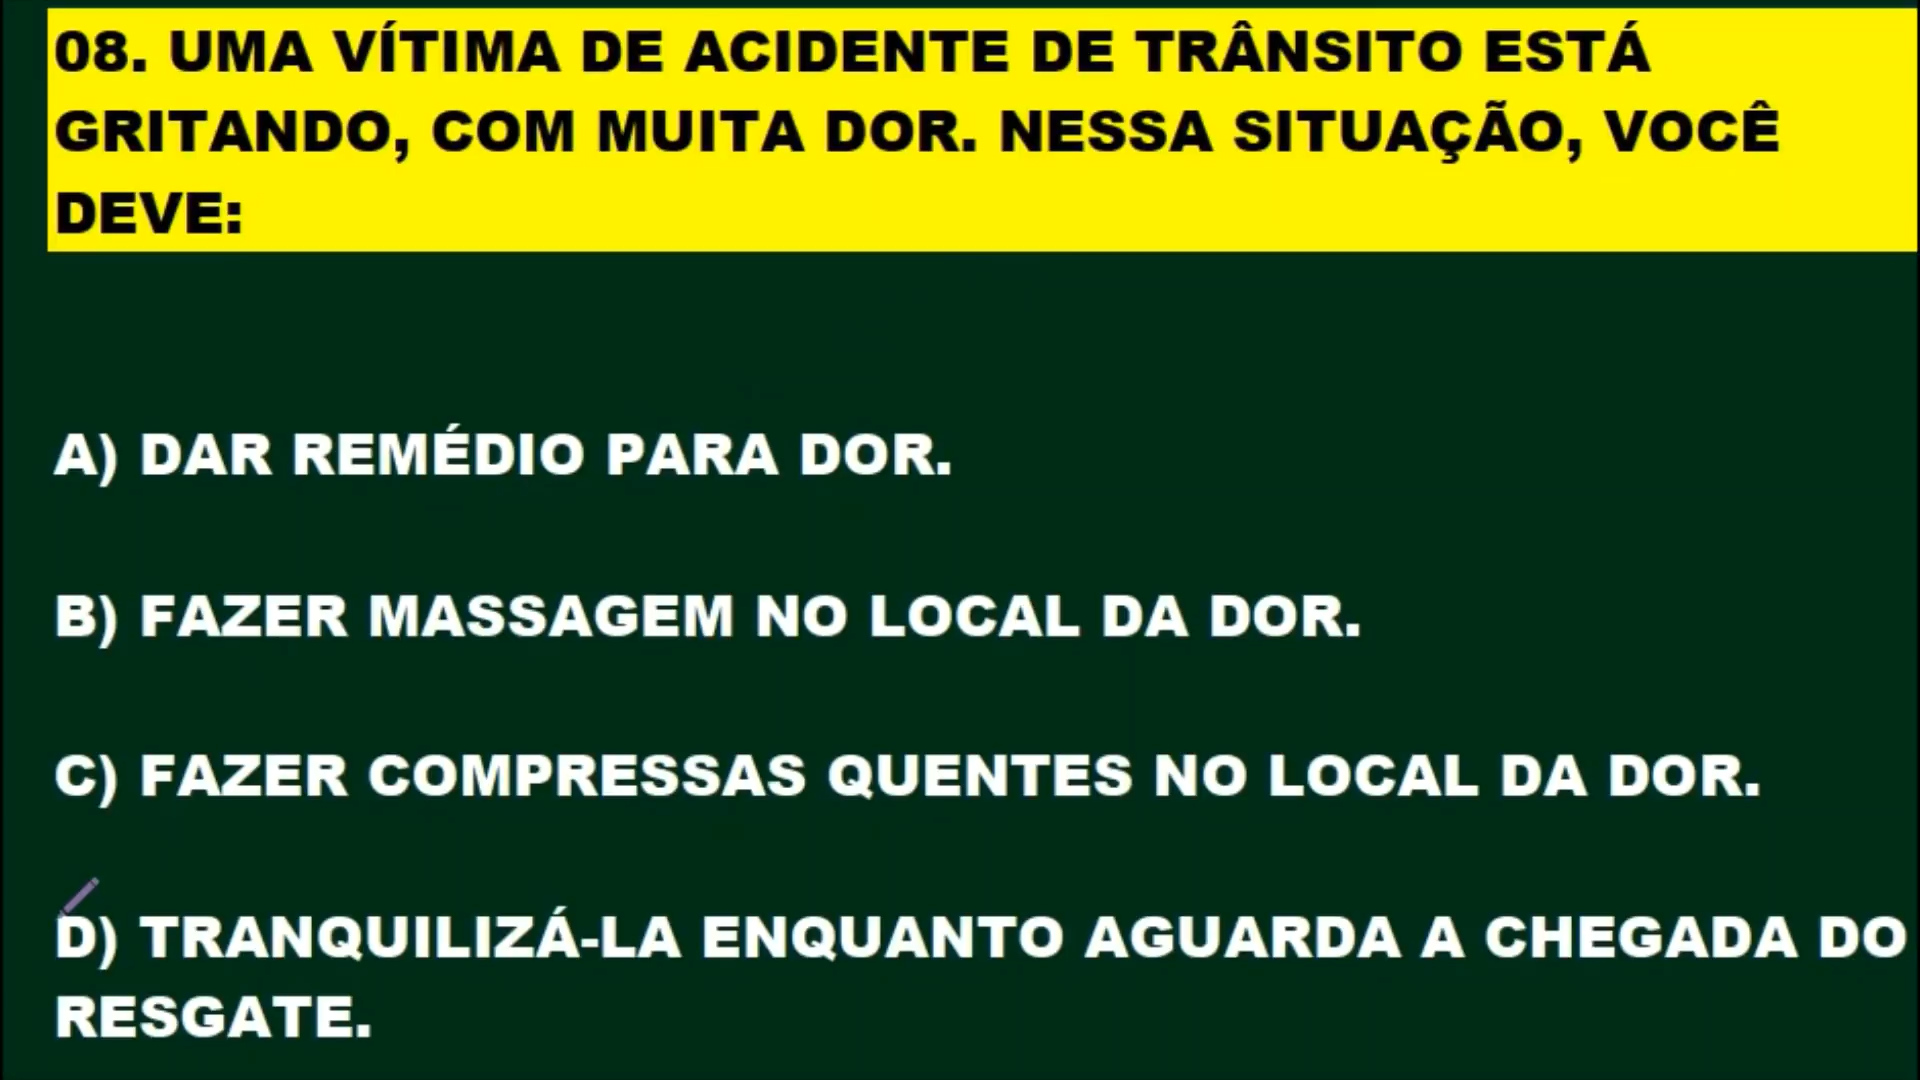 08. UMA VÍTIMA DE ACIDENTE DE TRÂNSITO ESTÁ
GRITANDO, COM MUITA DOR. NESSA SITUAÇÃO, VOCÊ
DEVE:
A) DAR REMÉDIO PARA DOR.
B) FAZER MASSAGEM NO LOCAL DA DOR.
C) FAZER COMPRESSAS QUENTES NO LOCAL DA DOR.
D) TRANQUILIZÁ-LA ENQUANTO AGUARDA A CHEGADA DO
RESGATE.